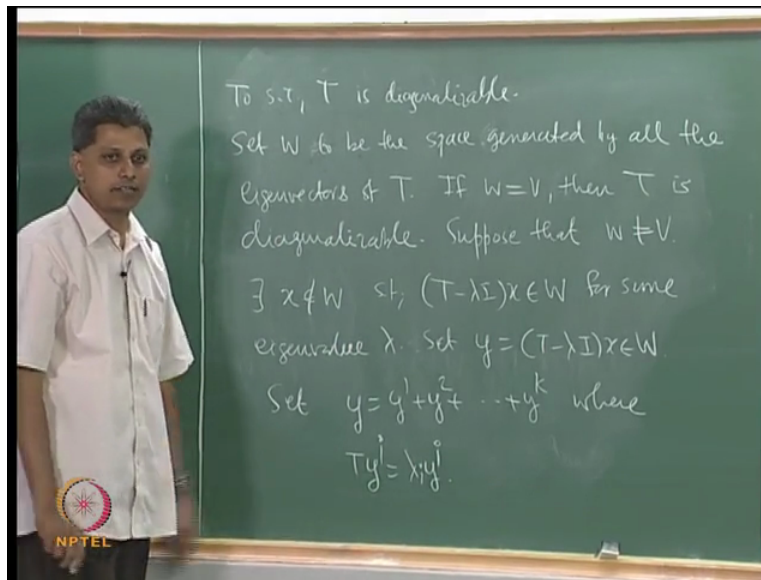 To s.t, T is diagonalizable.
Set W to be the space generated by all the
eigenvectors of T. If W=V, then T is
diagonalizable. Suppose that W≠V.
∃ x∉W st; (T-λI)x∈W for some
eigenvalue λ. Set y=(T-λI)x∈W.
Set y=y¹+y²+ ··· +yᵏ where
Tyⁱ=λᵢyⁱ.
NPTEL